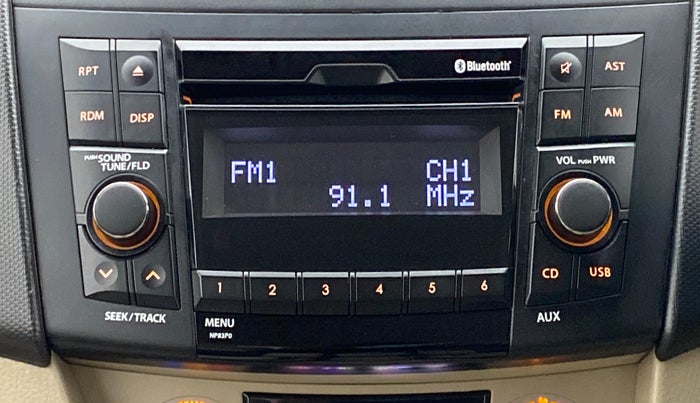 RPT
Bluetooth
AST
RDM
DISP
FM
AM
PUSH SOUND
TUNE/FLD
VOL PUSH PWR
FM1 CH1
91.1 MHz
CD
USB
1 2 3 4 5 6
SEEK/TRACK
MENU
AUX
NP83P0